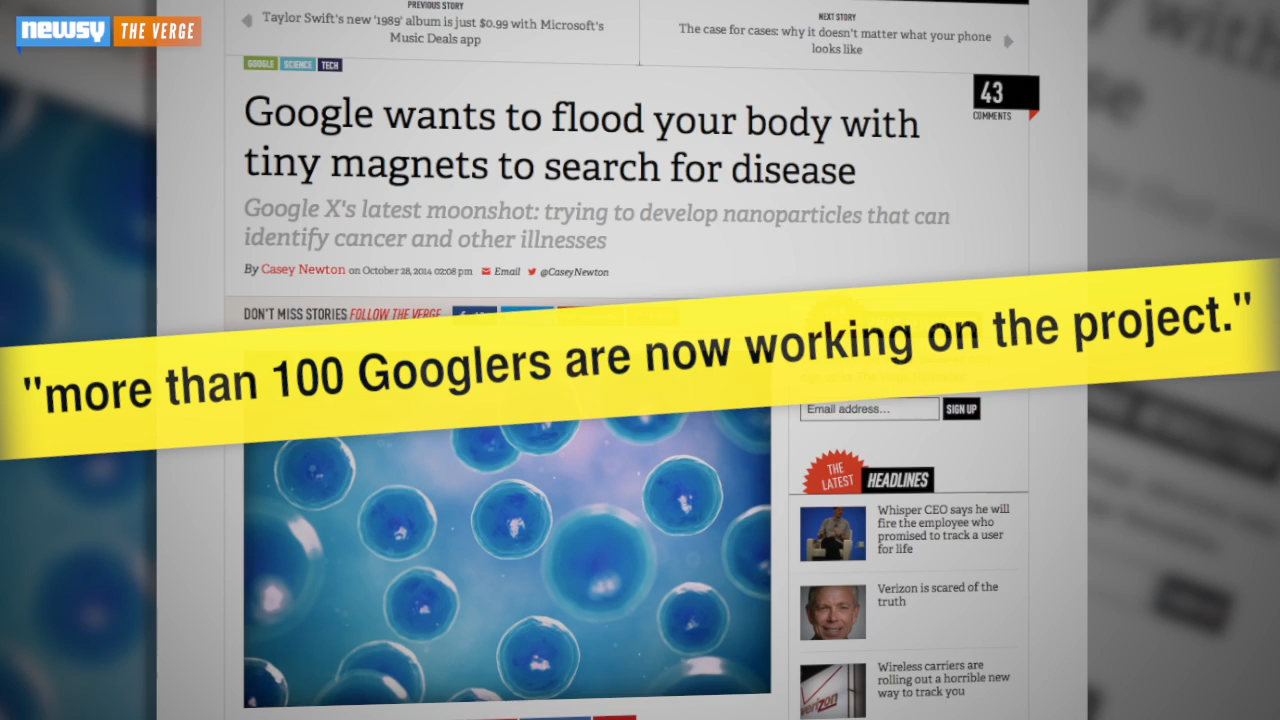 newsy THE VERGE
PREVIOUS STORY
Taylor Swift's new '1989' album is just $0.99 with Microsoft's
Music Deals app
NEXT STORY
The case for cases: why it doesn't matter what your phone
looks like
GOOGLE SCIENCE TECH
43
COMMENTS
Google wants to flood your body with
tiny magnets to search for disease
Google X's latest moonshot: trying to develop nanoparticles that can
identify cancer and other illnesses
By Casey Newton on October 28, 2014 02:08 pm Email @CaseyNewton
DON'T MISS STORIES FOLLOW THE VERGE
"more than 100 Googlers are now working on the project."
Email address...
SIGN UP
THE
LATEST
HEADLINES
Whisper CEO says he will
fire the employee who
promised to track a user
for life
Verizon is scared of the
truth
Wireless carriers are
rolling out a horrible new
way to track you
verizon